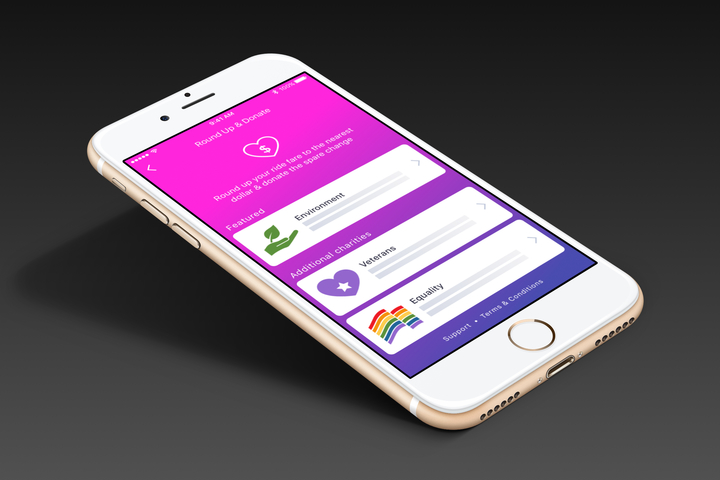 9:41 AM
100%
Round Up & Donate
$
Round up your ride fare to the nearest
dollar & donate the spare change
Featured
Environment
Additional charities
Veterans
Equality
Support • Terms & Conditions